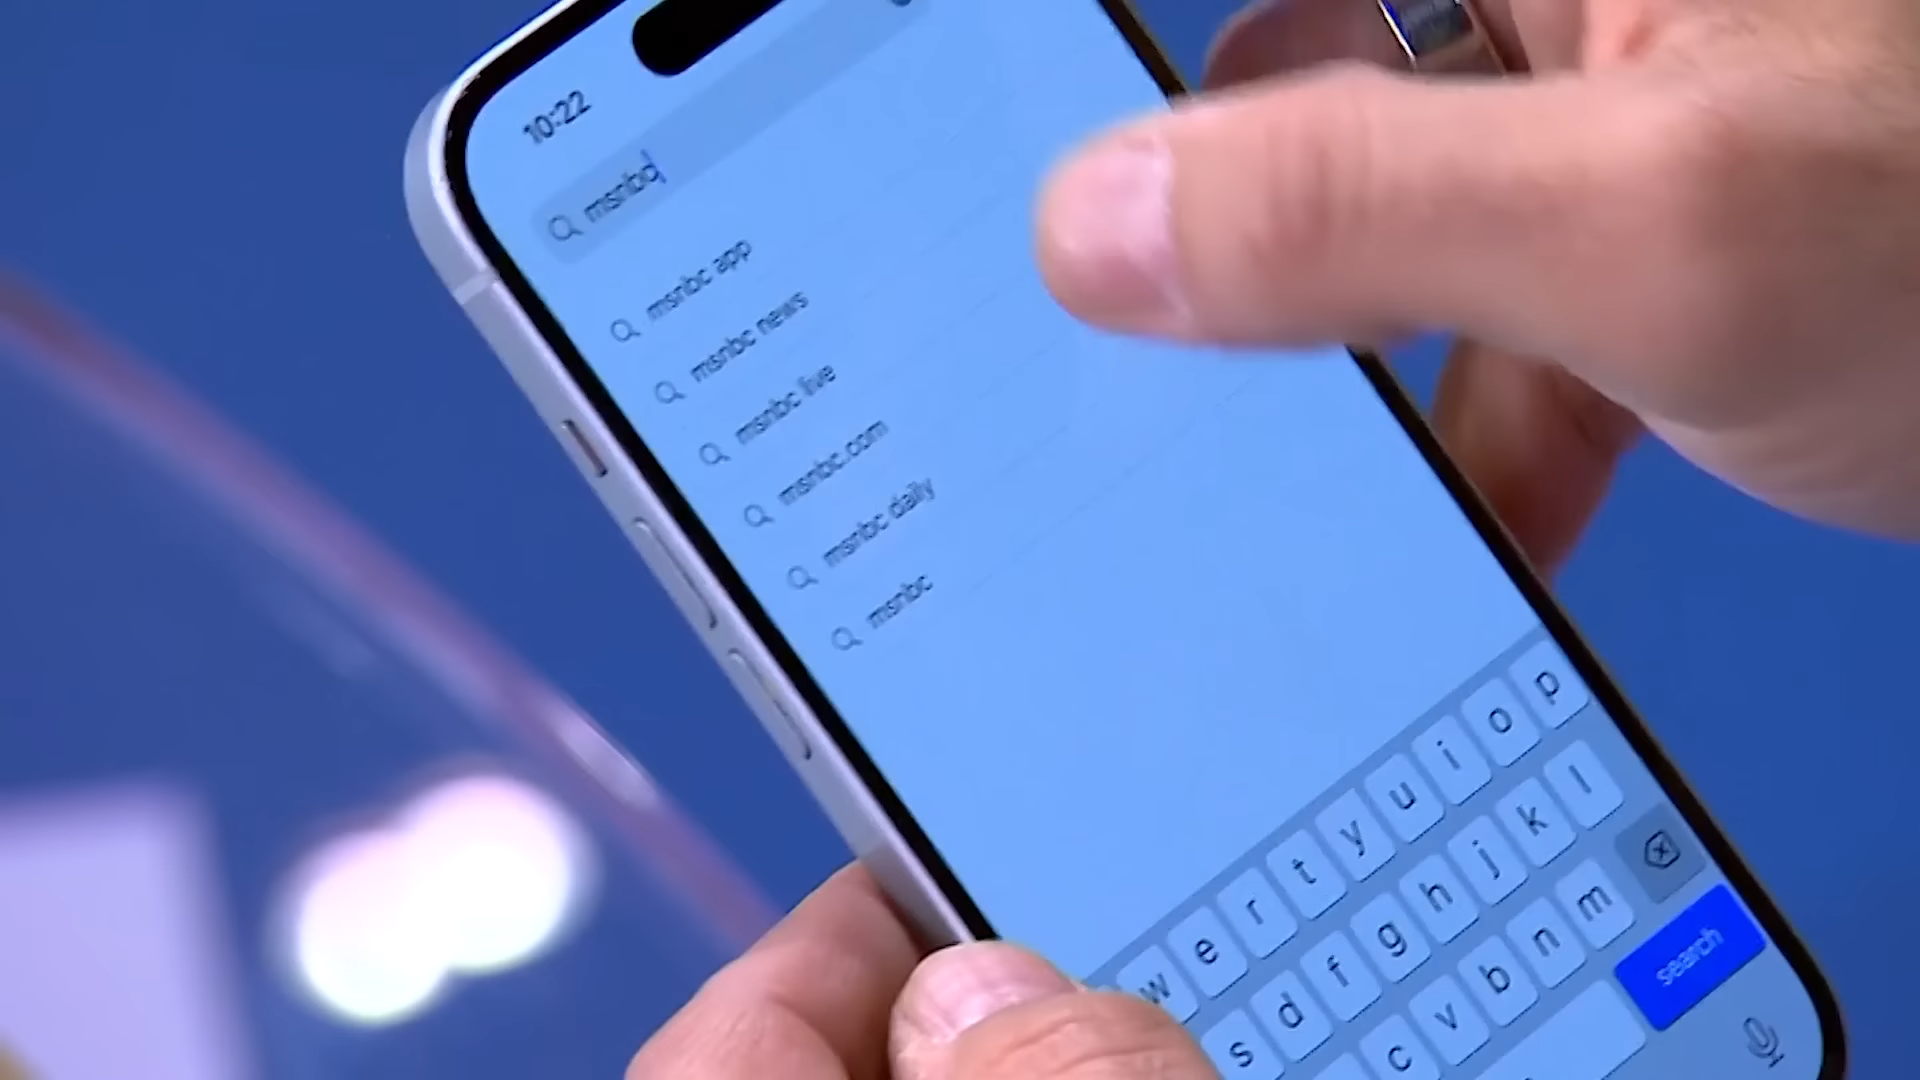 10:22
msnbc
msnbc app
msnbc news
msnbc live
msnbc.com
msnbc daily
msnbc
w e r t y u i o p
s d f g h j k l
c v b n m
search